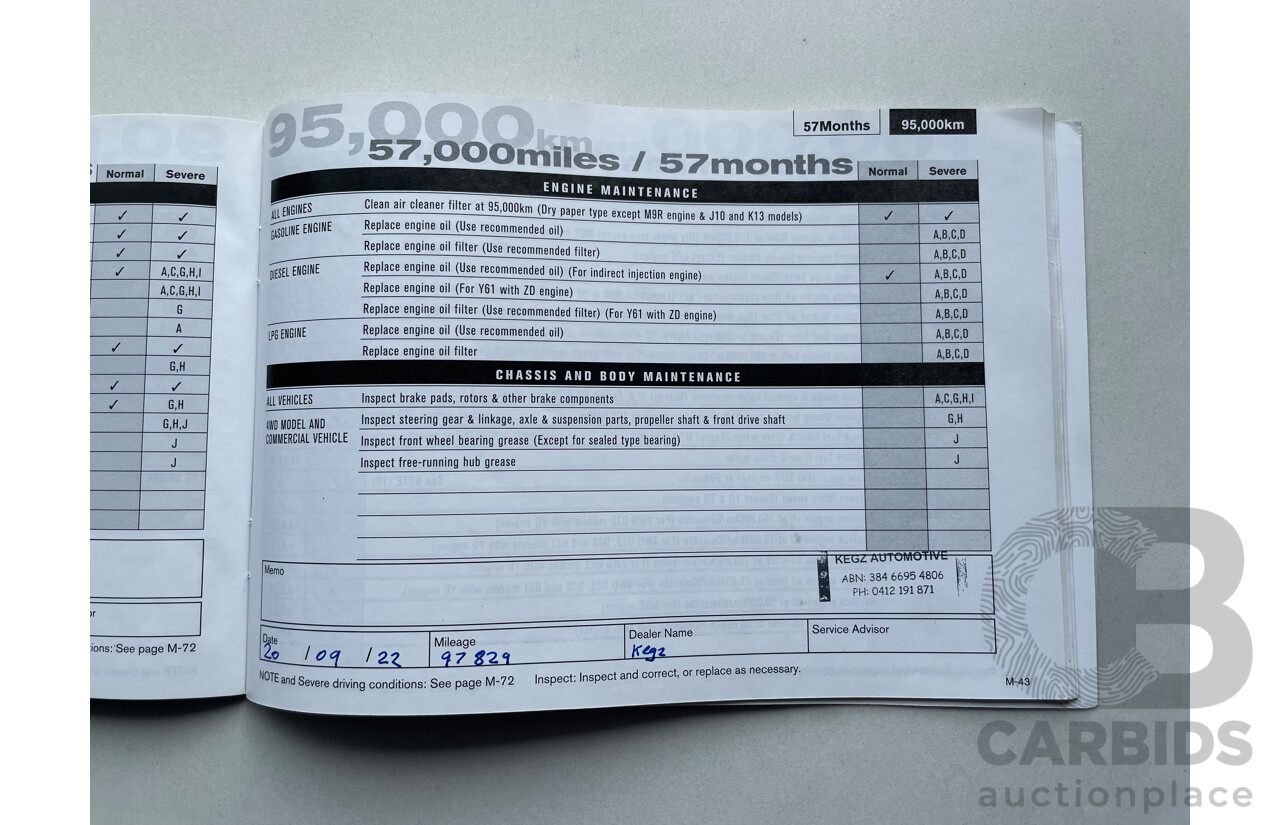 Normal Severe
✓ ✓
✓ ✓
✓ ✓
✓ A,C,G,H,I
A,C,G,H,I
G
A
✓ ✓
G,H
✓ ✓
✓ G,H
G,H,J
J
J
ions: See page M-72
95,000km
57,000miles / 57months
57Months 95,000km
Normal Severe
ENGINE MAINTENANCE
ALL ENGINES Clean air cleaner filter at 95,000km (Dry paper type except M9R engine & J10 and K13 models) ✓ ✓
GASOLINE ENGINE Replace engine oil (Use recommended oil) A,B,C,D
Replace engine oil filter (Use recommended filter) A,B,C,D
DIESEL ENGINE Replace engine oil (Use recommended oil) (For indirect injection engine) ✓ A,B,C,D
Replace engine oil (For Y61 with ZD engine) A,B,C,D
Replace engine oil filter (Use recommended filter) (For Y61 with ZD engine) A,B,C,D
LPG ENGINE Replace engine oil (Use recommended oil) A,B,C,D
Replace engine oil filter A,B,C,D
CHASSIS AND BODY MAINTENANCE
ALL VEHICLES Inspect brake pads, rotors & other brake components A,C,G,H,I
4WD MODEL AND Inspect steering gear & linkage, axle & suspension parts, propeller shaft & front drive shaft G,H
COMMERCIAL VEHICLE Inspect front wheel bearing grease (Except for sealed type bearing) J
Inspect free-running hub grease J
Memo
KEGZ AUTOMOTIVE
ABN: 384 6695 4806
PH: 0412 191 871
Date Mileage Dealer Name Service Advisor
20 / 09 / 22 97829 Kegz
NOTE and Severe driving conditions: See page M-72 Inspect: Inspect and correct, or replace as necessary.
M-43
CB
CARBIDS
auctionplace